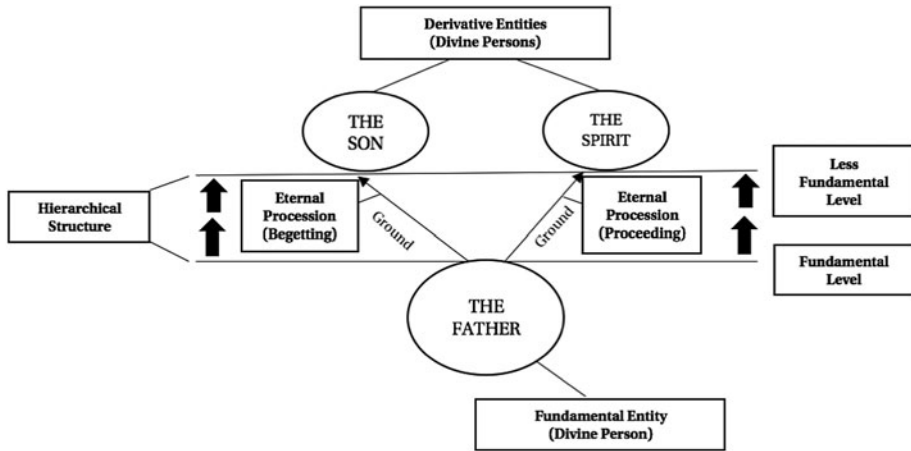 Derivative Entities
(Divine Persons)
THE
SON
THE
SPIRIT
Less
Fundamental
Level
Hierarchical
Structure
Eternal
Procession
(Begetting)
Ground
Ground
Eternal
Procession
(Proceeding)
Fundamental
Level
THE
FATHER
Fundamental Entity
(Divine Person)